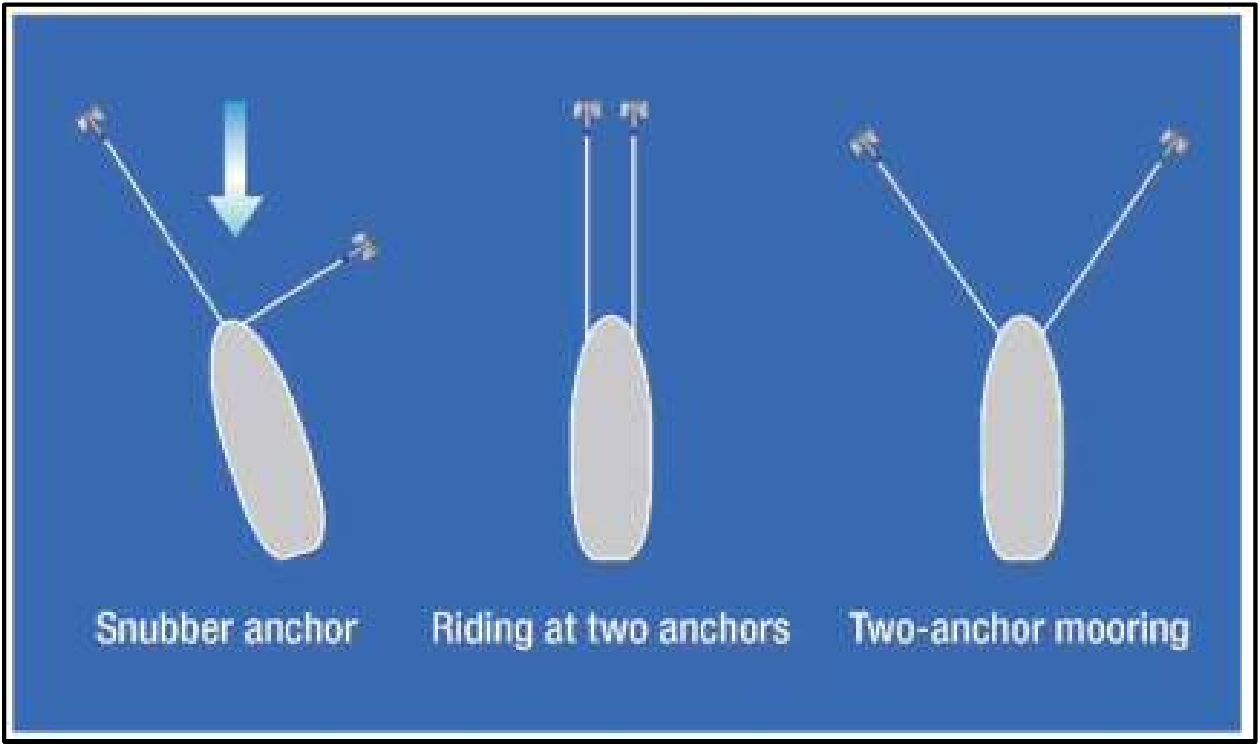 Snubber anchor
Riding at two anchors
Two-anchor mooring